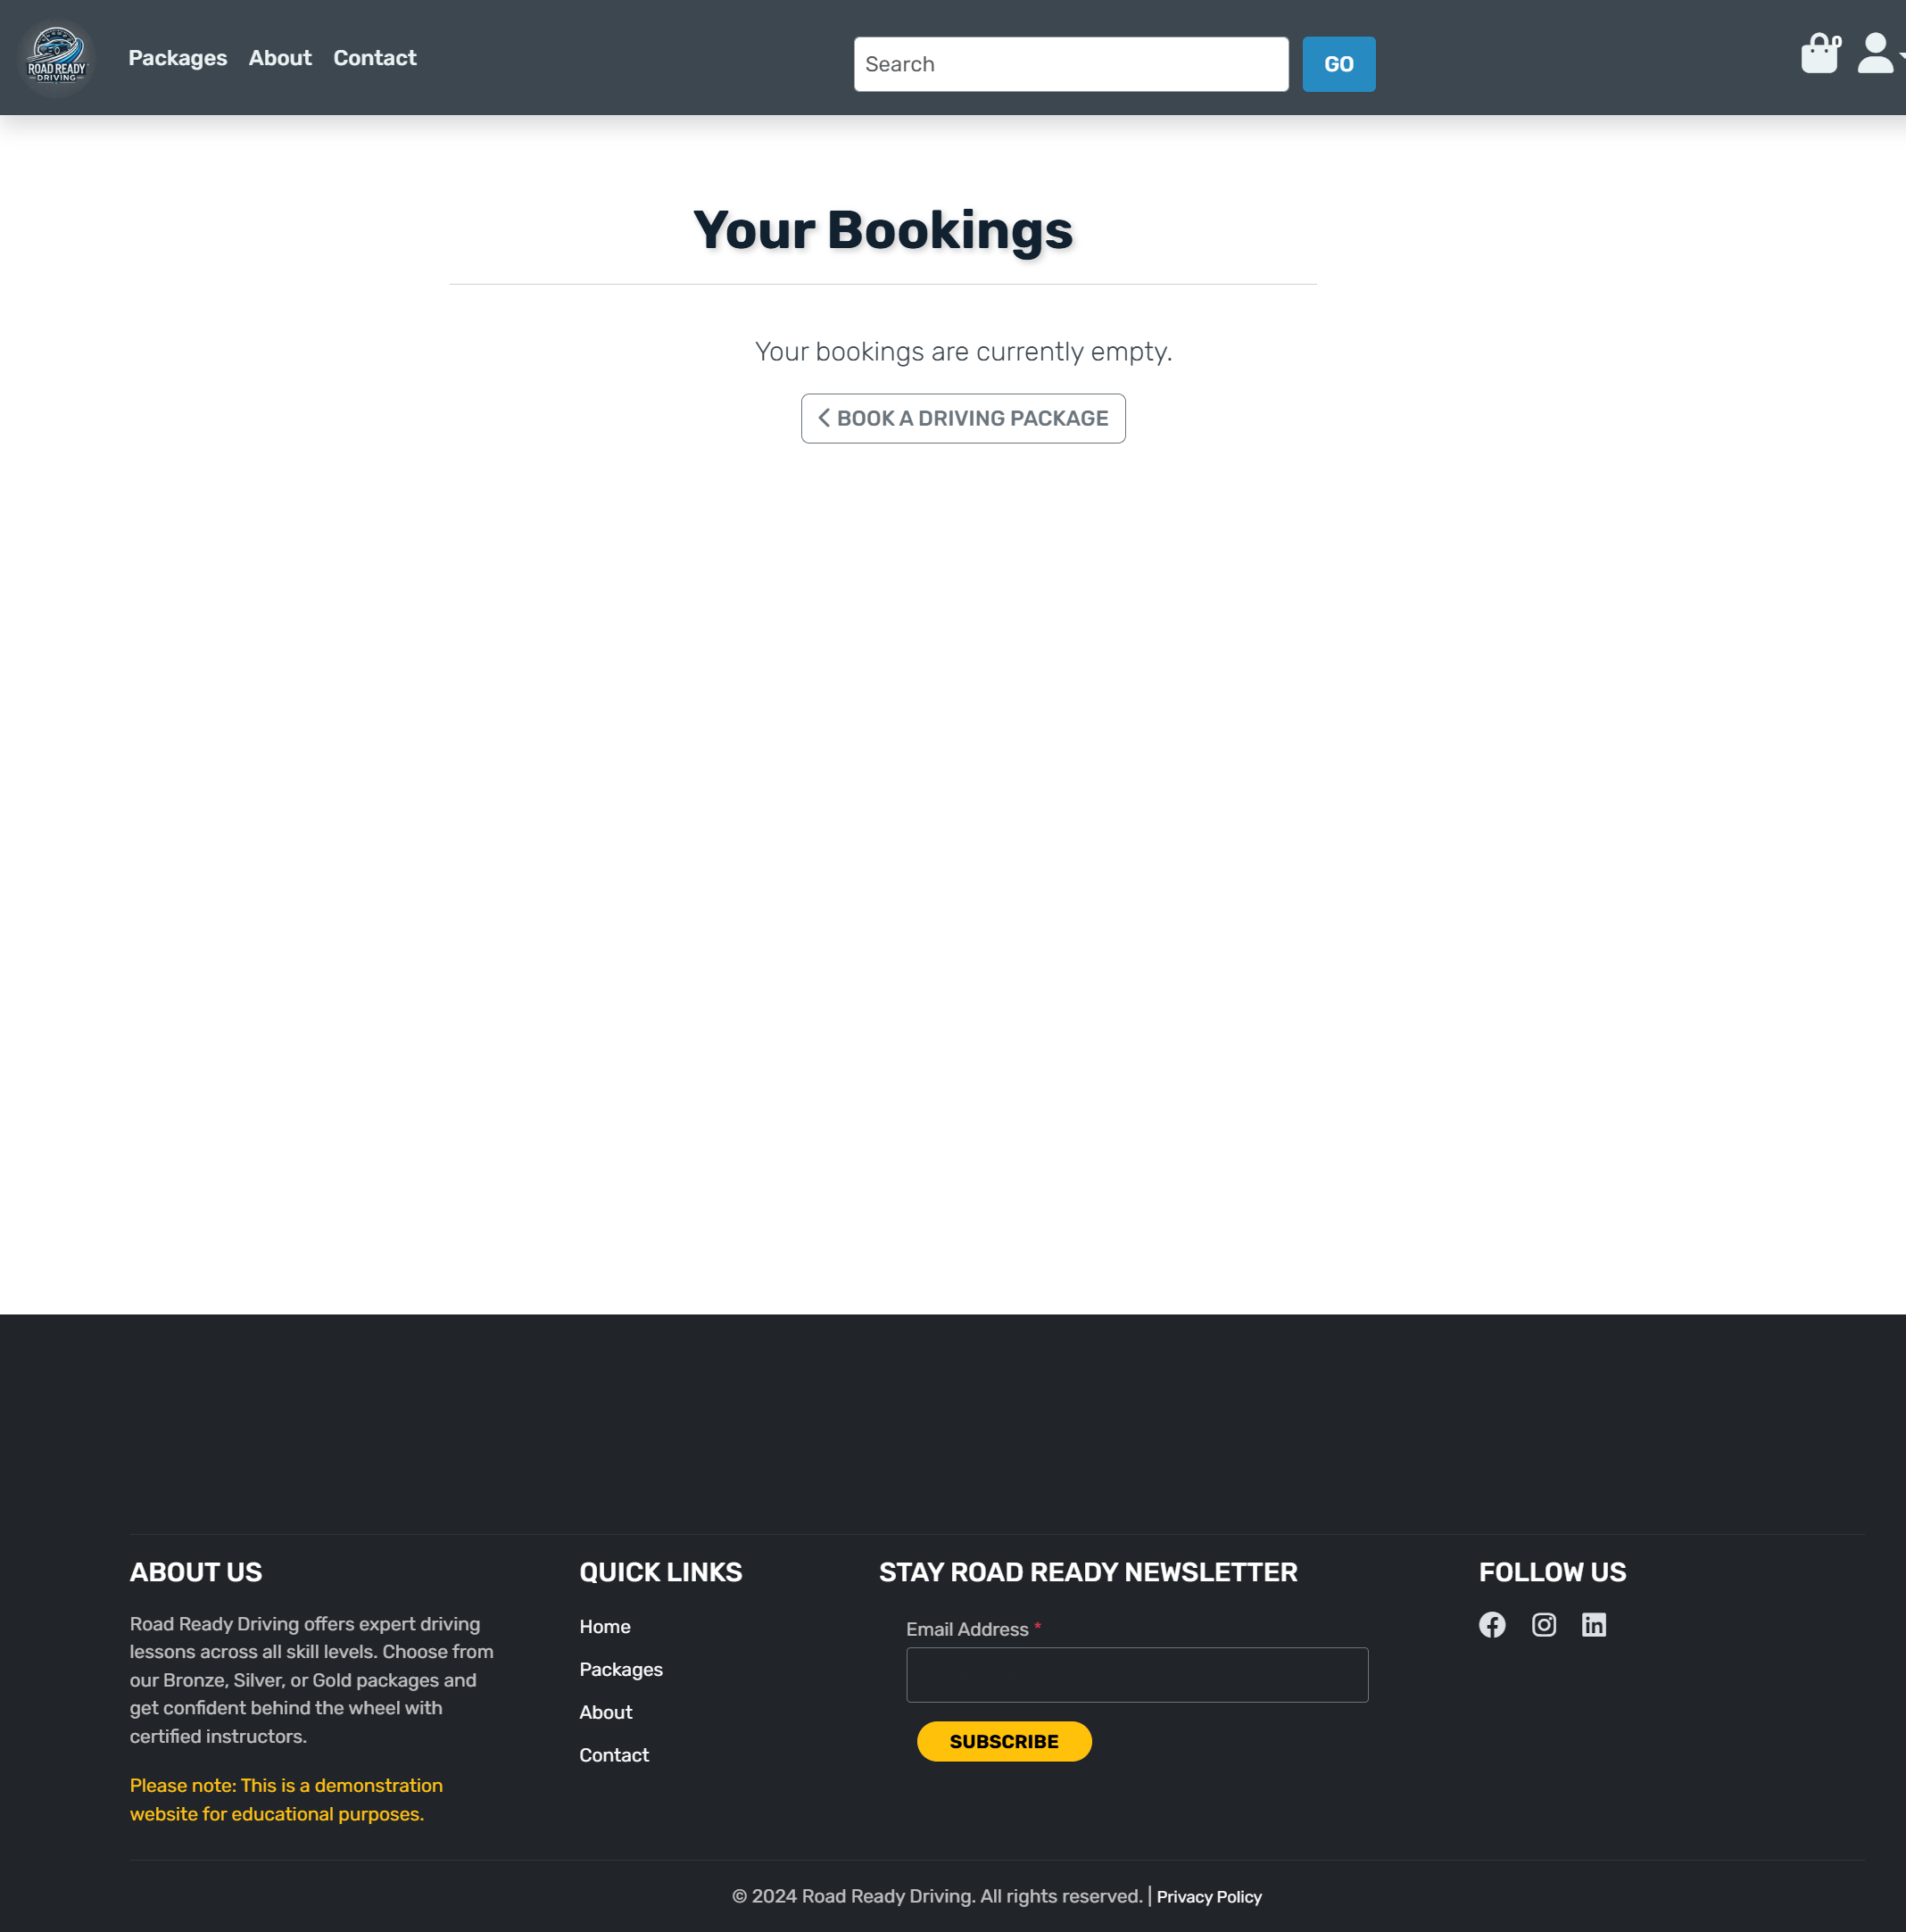 ROAD READY
DRIVING
Packages About Contact
Search
GO
0
Your Bookings
Your bookings are currently empty.
BOOK A DRIVING PACKAGE
ABOUT US
Road Ready Driving offers expert driving
lessons across all skill levels. Choose from
our Bronze, Silver, or Gold packages and
get confident behind the wheel with
certified instructors.
Please note: This is a demonstration
website for educational purposes.
QUICK LINKS
Home
Packages
About
Contact
STAY ROAD READY NEWSLETTER
Email Address *
SUBSCRIBE
FOLLOW US
© 2024 Road Ready Driving. All rights reserved. | Privacy Policy